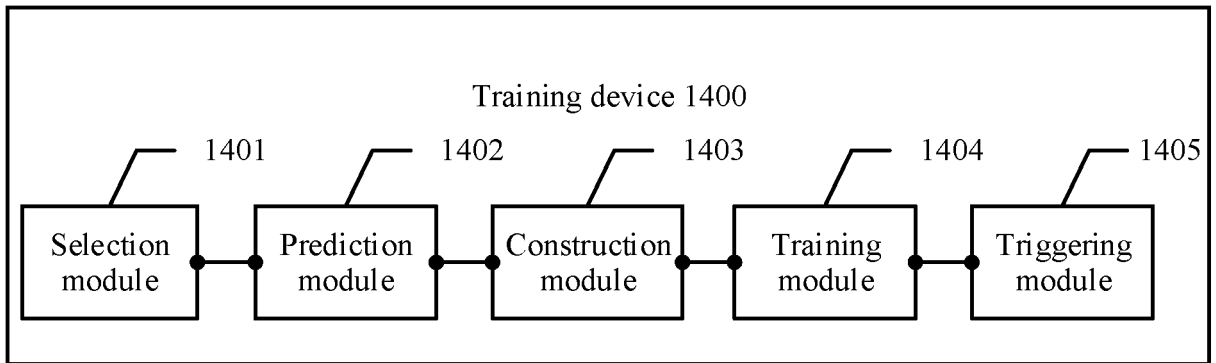 Training device 1400
1401 1402 1403 1404 1405
Selection module
Prediction module
Construction module
Training module
Triggering module